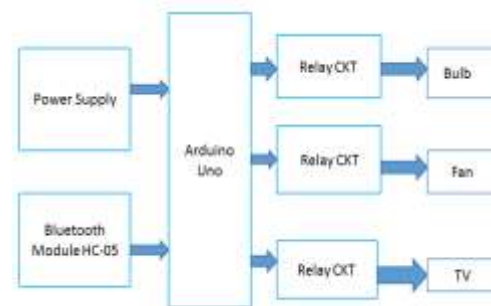 Power Supply
Bluetooth
Module HC-05
Arduino
Uno
Relay CKT
Bulb
Relay CKT
Fan
Relay CKT
TV